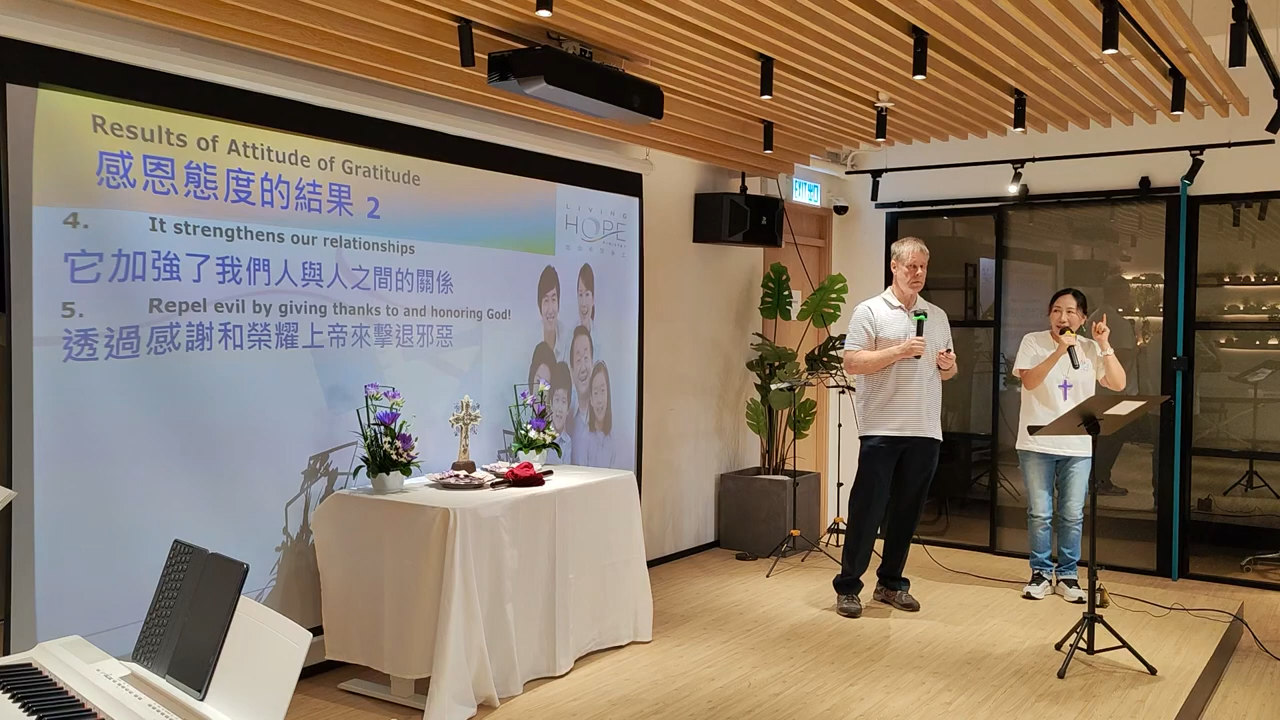 Results of Attitude of Gratitude
感恩態度的結果 2
4. It strengthens our relationships
它加強了我們人與人之間的關係
5. Repel evil by giving thanks to and honoring God!
透過感謝和榮耀上帝來擊退邪惡
LIVING
HOPE
MINISTRY
EXIT